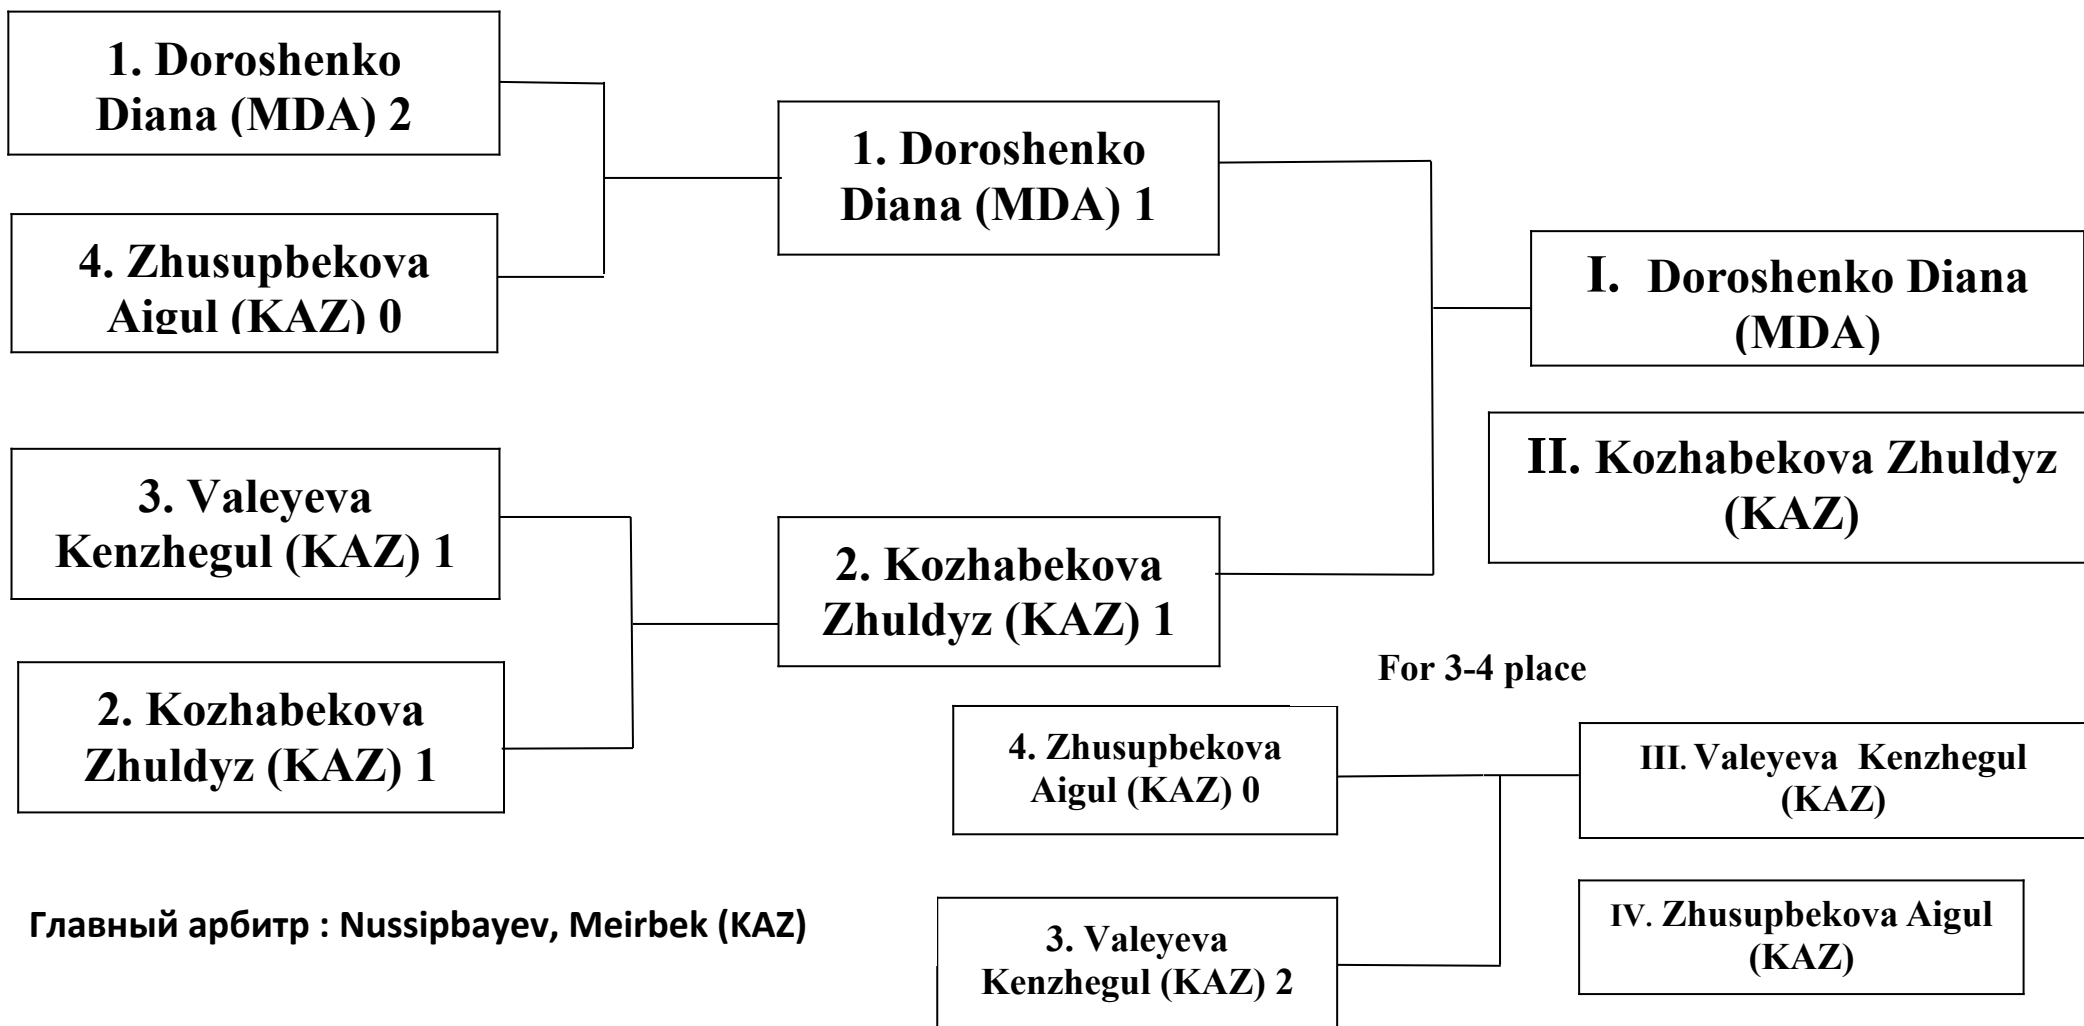 1. Doroshenko
Diana (MDA) 2
4. Zhusupbekova
Aigul (KAZ) 0
3. Valeyeva
Kenzhegul (KAZ) 1
2. Kozhabekova
Zhuldyz (KAZ) 1
1. Doroshenko
Diana (MDA) 1
2. Kozhabekova
Zhuldyz (KAZ) 1
I. Doroshenko Diana
(MDA)
II. Kozhabekova Zhuldyz
(KAZ)
For 3-4 place
4. Zhusupbekova
Aigul (KAZ) 0
3. Valeyeva
Kenzhegul (KAZ) 2
III. Valeyeva Kenzhegul
(KAZ)
IV. Zhusupbekova Aigul
(KAZ)
Главный арбитр : Nussipbayev, Meirbek (KAZ)